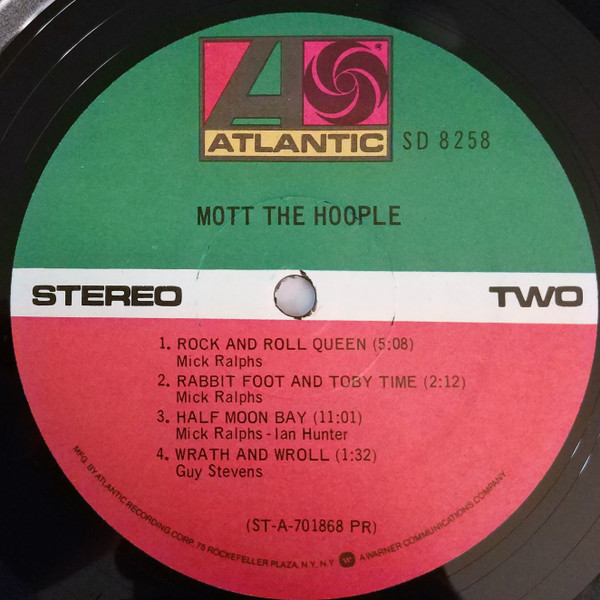 ATLANTIC SD 8258
MOTT THE HOOPLE
STEREO TWO
1. ROCK AND ROLL QUEEN (5:08)
Mick Ralphs
2. RABBIT FOOT AND TOBY TIME (2:12)
Mick Ralphs
3. HALF MOON BAY (11:01)
Mick Ralphs - Ian Hunter
4. WRATH AND WROLL (1:32)
Guy Stevens
(ST-A-701868 PR)
MFG. BY ATLANTIC RECORDING CORP. 75 ROCKEFELLER PLAZA, N.Y. N.Y. A WARNER COMMUNICATIONS COMPANY